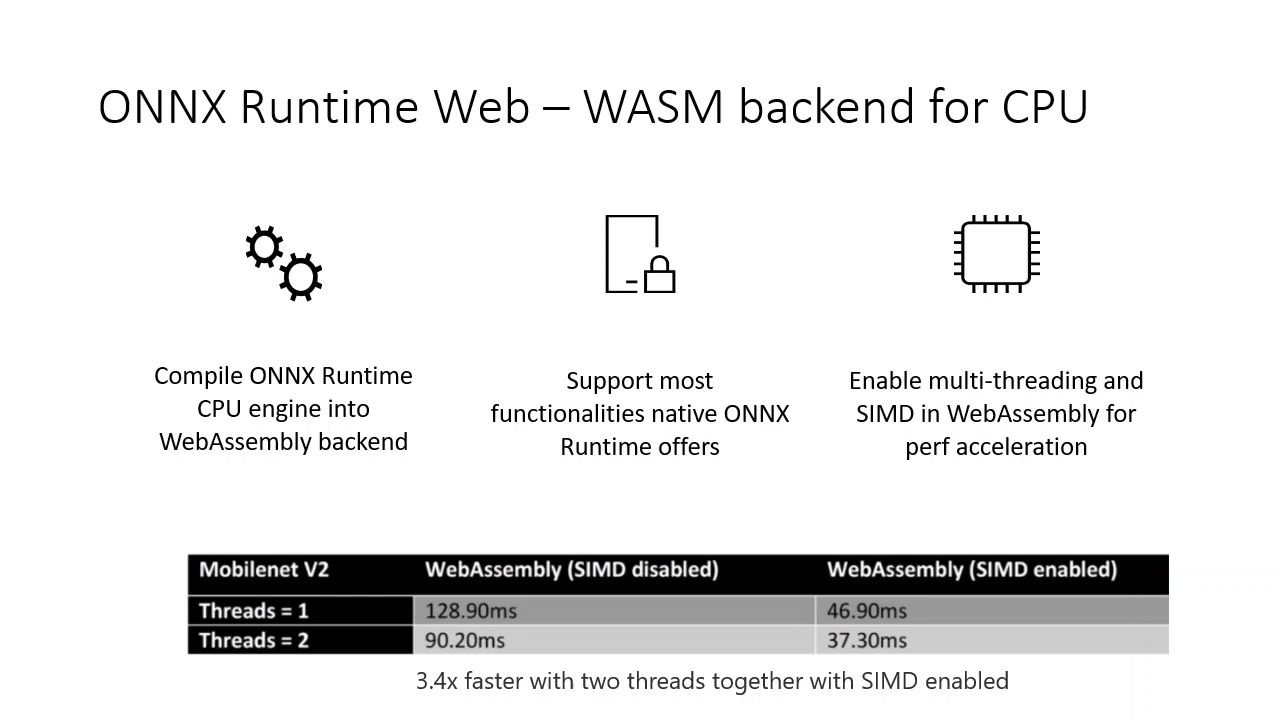 ONNX Runtime Web – WASM backend for CPU
Compile ONNX Runtime
CPU engine into
WebAssembly backend
Support most
functionalities native ONNX
Runtime offers
Enable multi-threading and
SIMD in WebAssembly for
perf acceleration
Mobilenet V2 WebAssembly (SIMD disabled) WebAssembly (SIMD enabled)
Threads = 1 128.90ms 46.90ms
Threads = 2 90.20ms 37.30ms
3.4x faster with two threads together with SIMD enabled